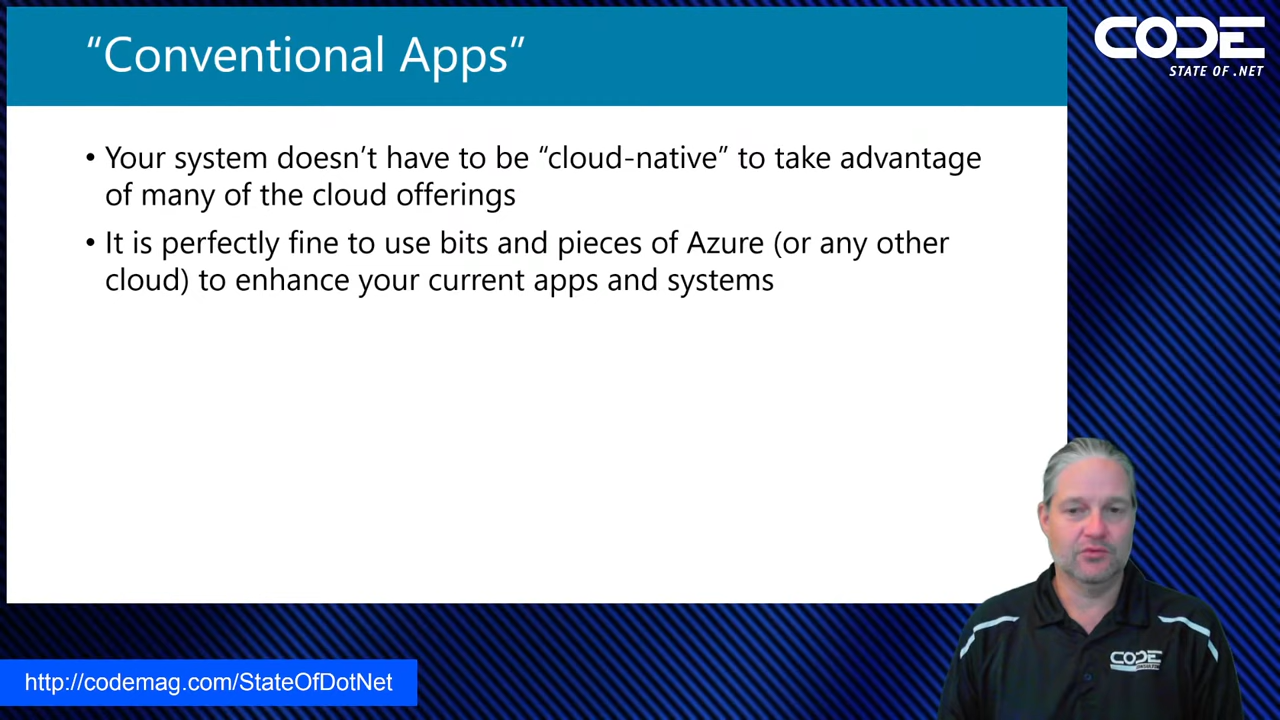 “Conventional Apps”
CODE
STATE OF .NET
• Your system doesn’t have to be “cloud-native” to take advantage
of many of the cloud offerings
• It is perfectly fine to use bits and pieces of Azure (or any other
cloud) to enhance your current apps and systems
CODE
http://codemag.com/StateOfDotNet